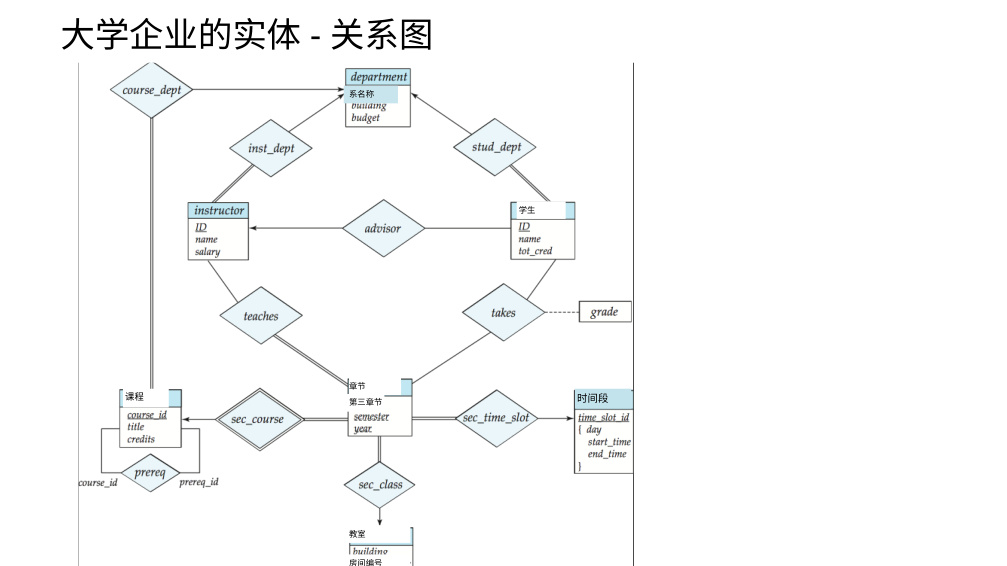 大学企业的实体 - 关系图
department
系名称
building
budget
course_dept
inst_dept
stud_dept
instructor
ID
name
salary
advisor
学生
ID
name
tot_cred
teaches
takes
grade
课程
course_id
title
credits
sec_course
章节
第三章节
semester
year
sec_time_slot
时间段
time_slot_id
{ day
start_time
end_time
}
prereq
course_id
prereq_id
sec_class
教室
building
房间编号